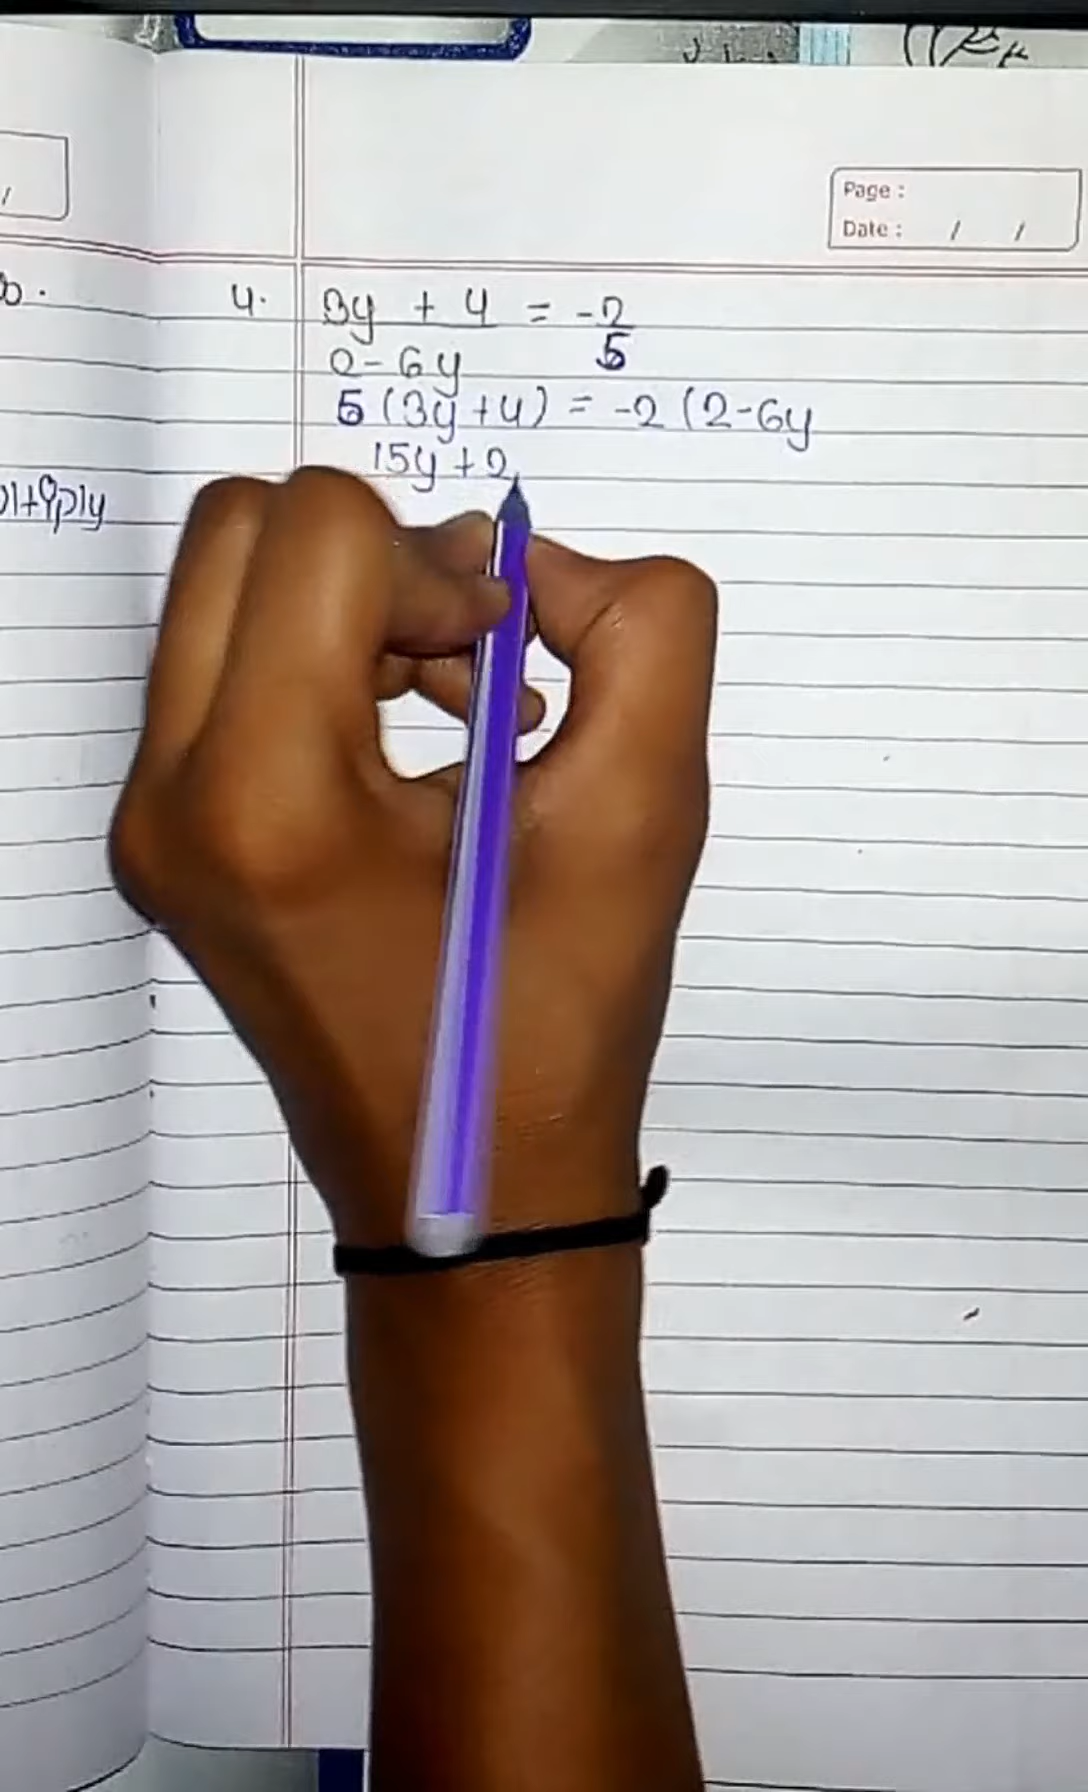 Page :
Date : / /
4. 3y + 4 = -2
2 - 6y 5
5 (3y + 4) = -2 (2-6y
15y + 2